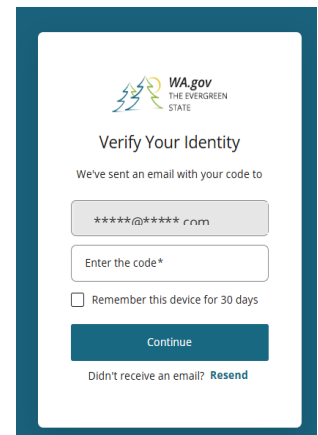 WA.gov
THE EVERGREEN
STATE
Verify Your Identity
We've sent an email with your code to
*****@*****.com
Enter the code*
Remember this device for 30 days
Continue
Didn't receive an email? Resend